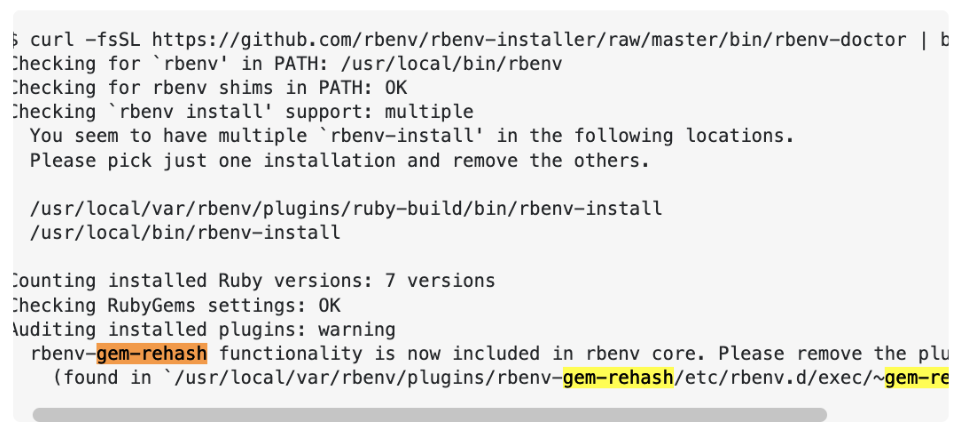 $ curl -fsSL https://github.com/rbenv/rbenv-installer/raw/master/bin/rbenv-doctor | b
Checking for `rbenv' in PATH: /usr/local/bin/rbenv
Checking for rbenv shims in PATH: OK
Checking `rbenv install' support: multiple
You seem to have multiple `rbenv-install' in the following locations.
Please pick just one installation and remove the others.
/usr/local/var/rbenv/plugins/ruby-build/bin/rbenv-install
/usr/local/bin/rbenv-install
Counting installed Ruby versions: 7 versions
Checking RubyGems settings: OK
Auditing installed plugins: warning
rbenv-gem-rehash functionality is now included in rbenv core. Please remove the plu
(found in `/usr/local/var/rbenv/plugins/rbenv-gem-rehash/etc/rbenv.d/exec/~gem-re